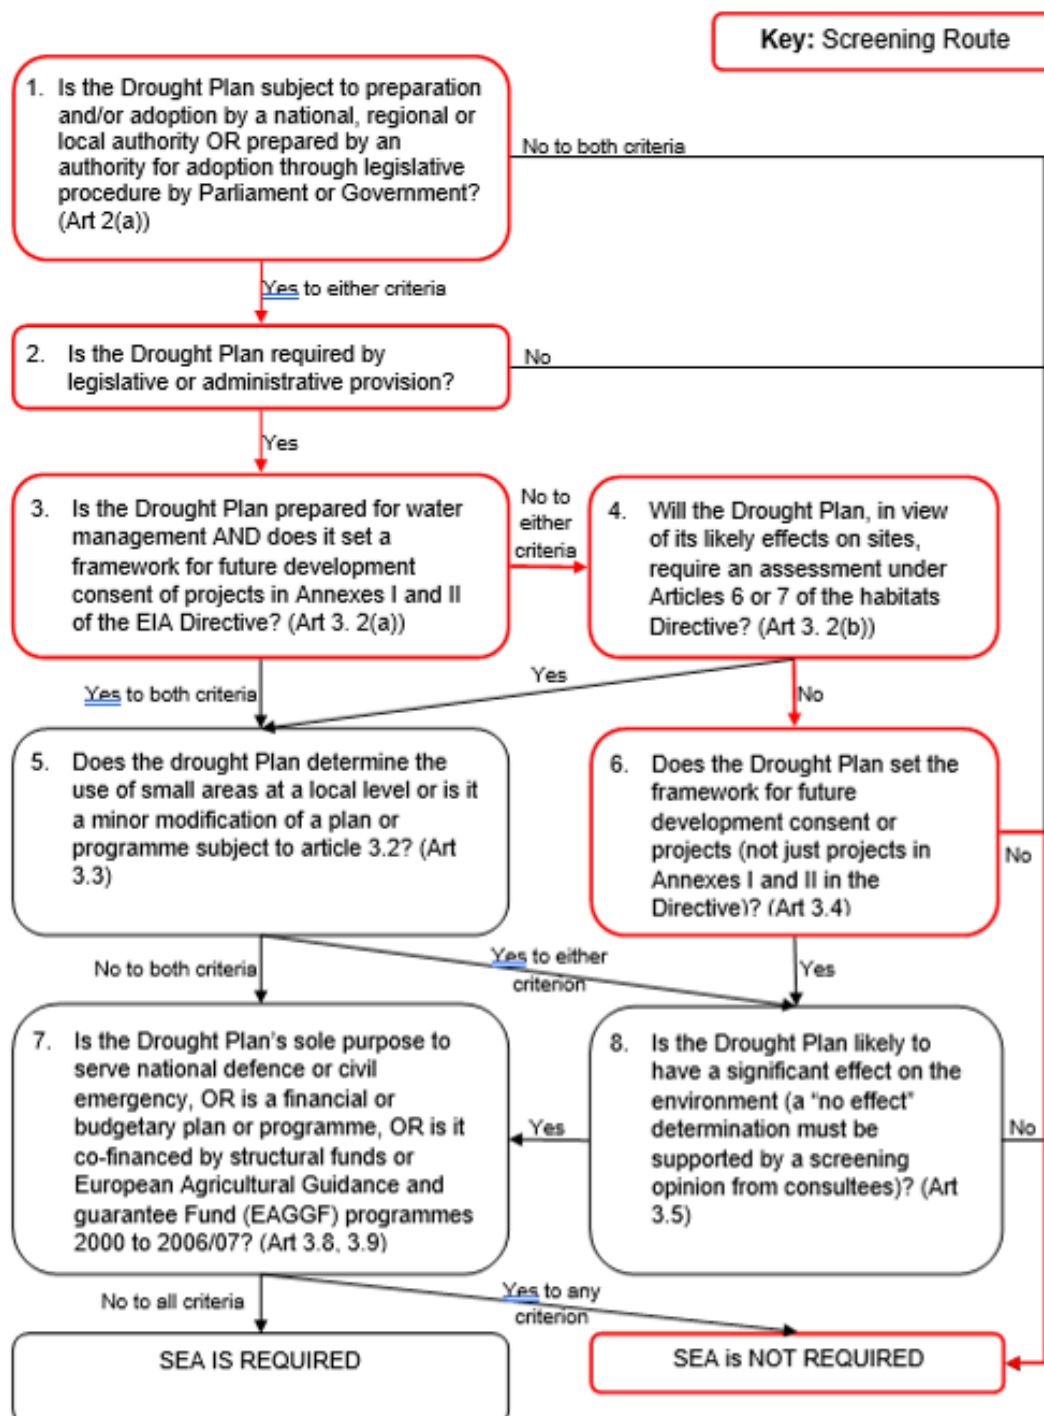 Key: Screening Route
1. Is the Drought Plan subject to preparation
and/or adoption by a national, regional or
local authority OR prepared by an
authority for adoption through legislative
procedure by Parliament or Government?
(Art 2(a))
No to both criteria
Yes to either criteria
2. Is the Drought Plan required by
legislative or administrative provision?
No
Yes
3. Is the Drought Plan prepared for water
management AND does it set a
framework for future development
consent of projects in Annexes I and II
of the EIA Directive? (Art 3. 2(a))
No to
either
criteria
4. Will the Drought Plan, in view
of its likely effects on sites,
require an assessment under
Articles 6 or 7 of the habitats
Directive? (Art 3. 2(b))
Yes to both criteria
Yes
No
5. Does the drought Plan determine the
use of small areas at a local level or is it
a minor modification of a plan or
programme subject to article 3.2? (Art
3.3)
6. Does the Drought Plan set the
framework for future
development consent or
projects (not just projects in
Annexes I and II in the
Directive)? (Art 3.4)
No
No to both criteria
Yes to either
criterion
Yes
7. Is the Drought Plan's sole purpose to
serve national defence or civil
emergency, OR is a financial or
budgetary plan or programme, OR is it
co-financed by structural funds or
European Agricultural Guidance and
guarantee Fund (EAGGF) programmes
2000 to 2006/07? (Art 3.8, 3.9)
Yes
8. Is the Drought Plan likely to
have a significant effect on the
environment (a “no effect”
determination must be
supported by a screening
opinion from consultees)? (Art
3.5)
No
No to all criteria
Yes to any
criterion
SEA IS REQUIRED
SEA is NOT REQUIRED